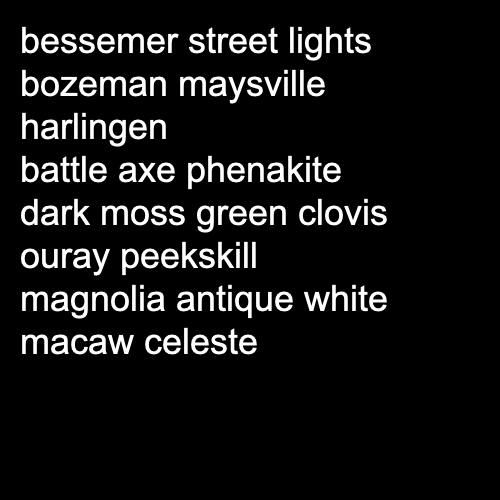 bessemer street lights
bozeman maysville
harlingen
battle axe phenakite
dark moss green clovis
ouray peekskill
magnolia antique white
macaw celeste